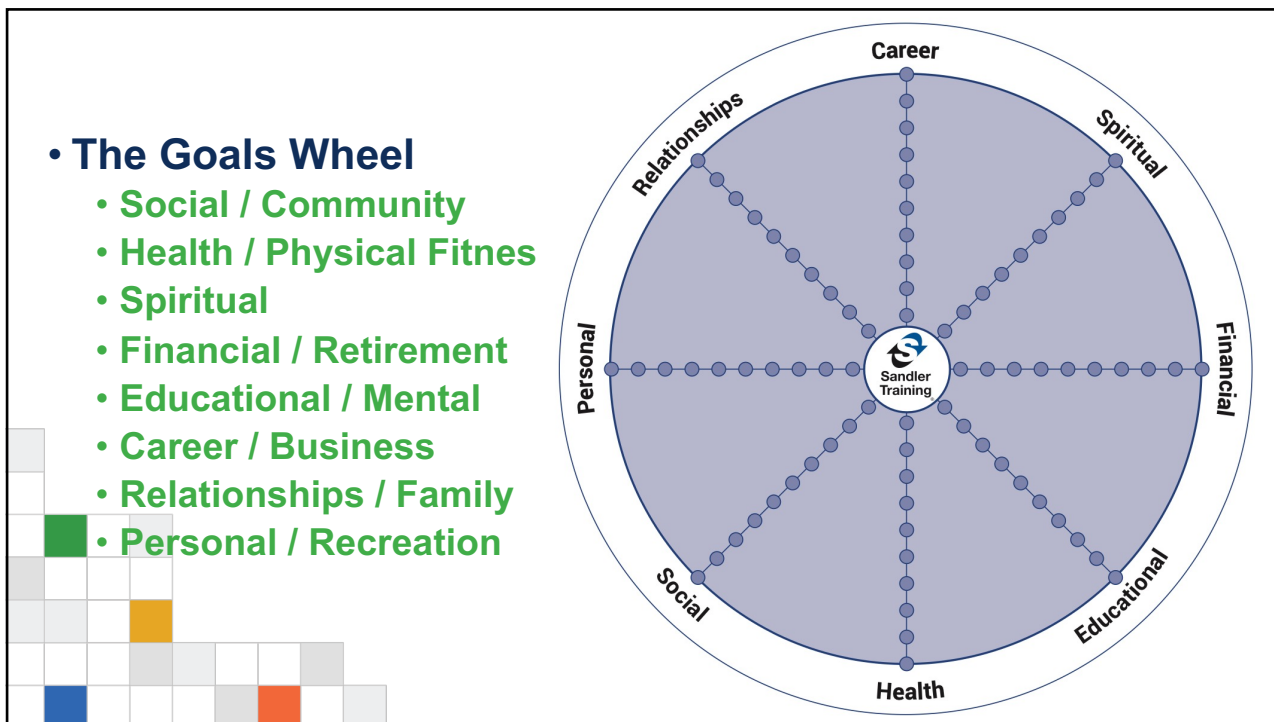 • The Goals Wheel
• Social / Community
• Health / Physical Fitnes
• Spiritual
• Financial / Retirement
• Educational / Mental
• Career / Business
• Relationships / Family
• Personal / Recreation
Career
Spiritual
Financial
Educational
Health
Social
Personal
Relationships
S
Sandler
Training®